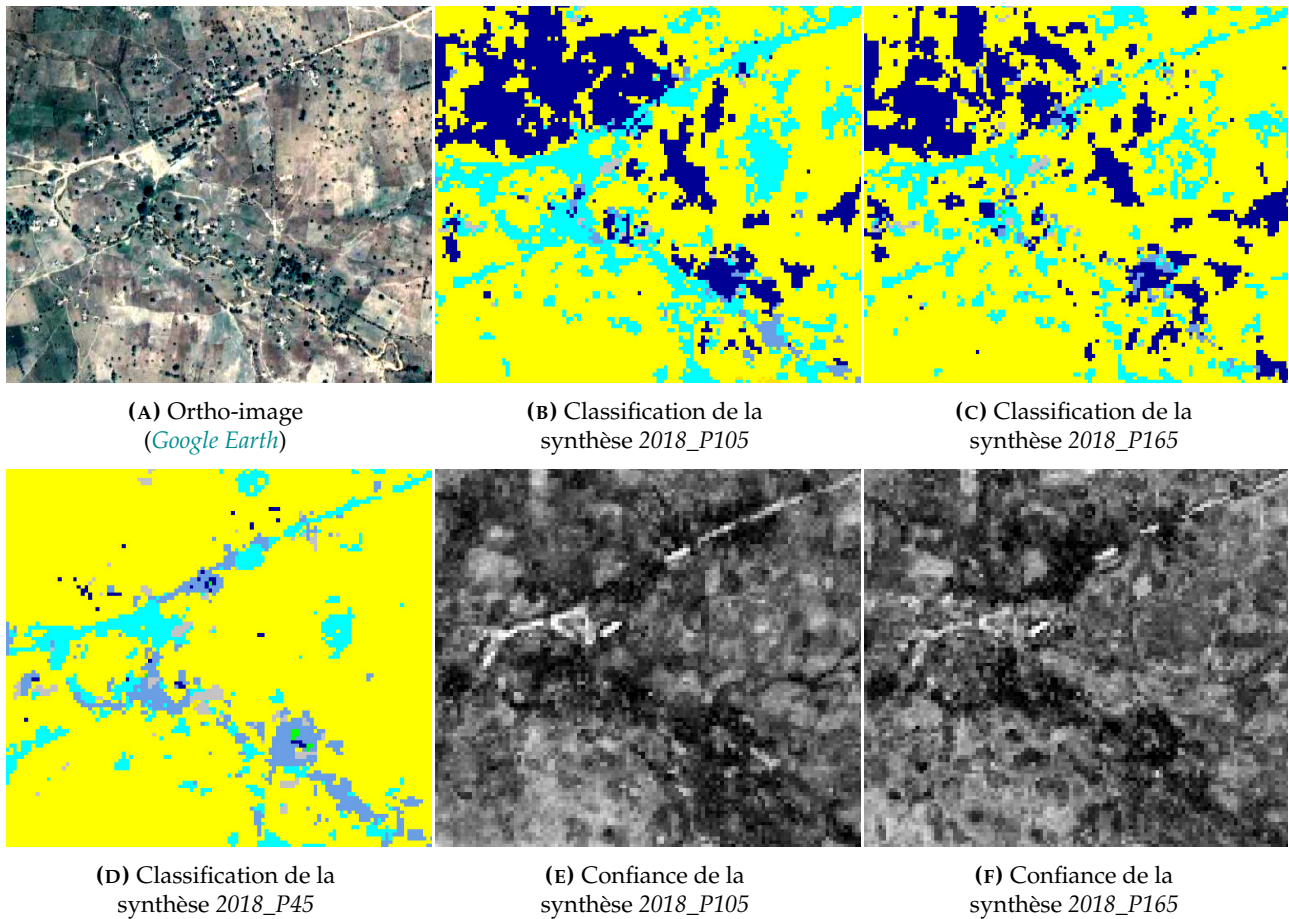 (A) Ortho-image
(Google Earth)
(B) Classification de la
synthèse 2018_P105
(C) Classification de la
synthèse 2018_P165
(D) Classification de la
synthèse 2018_P45
(E) Confiance de la
synthèse 2018_P105
(F) Confiance de la
synthèse 2018_P165